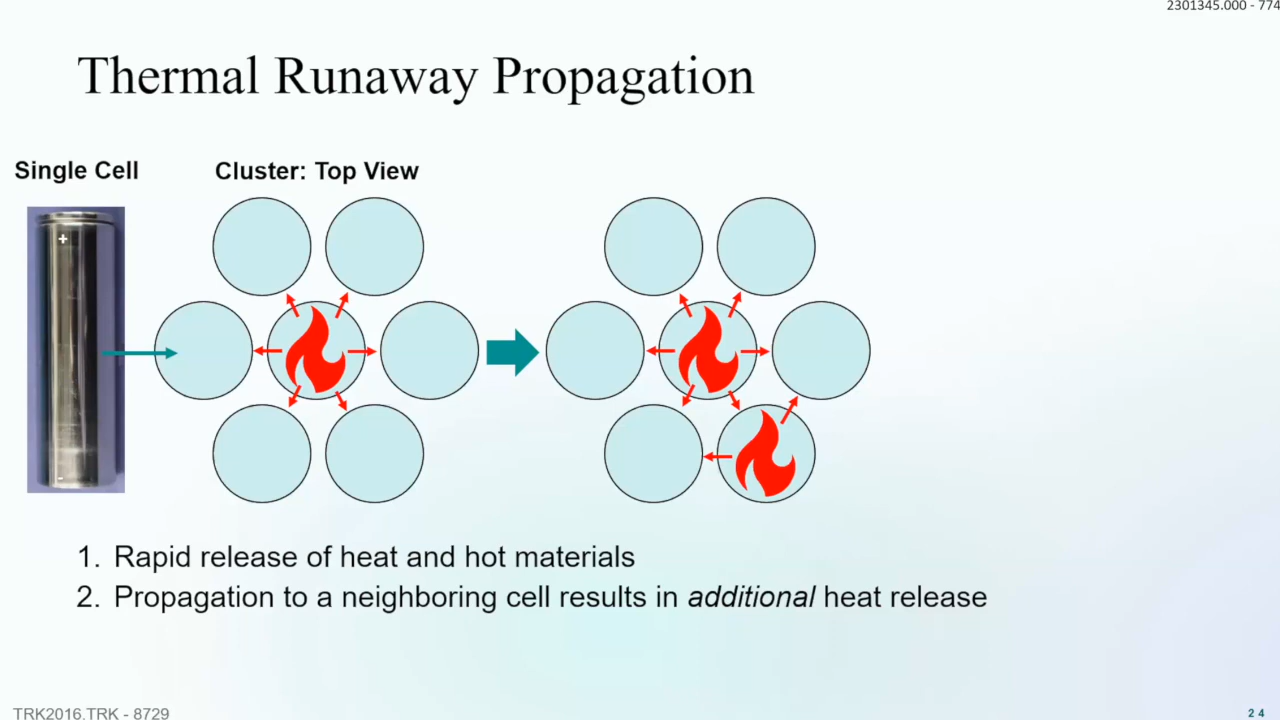 2301345.000 - 774
Thermal Runaway Propagation
Single Cell
Cluster: Top View
+
-
1. Rapid release of heat and hot materials
2. Propagation to a neighboring cell results in additional heat release
TRK2016.TRK - 8729
24